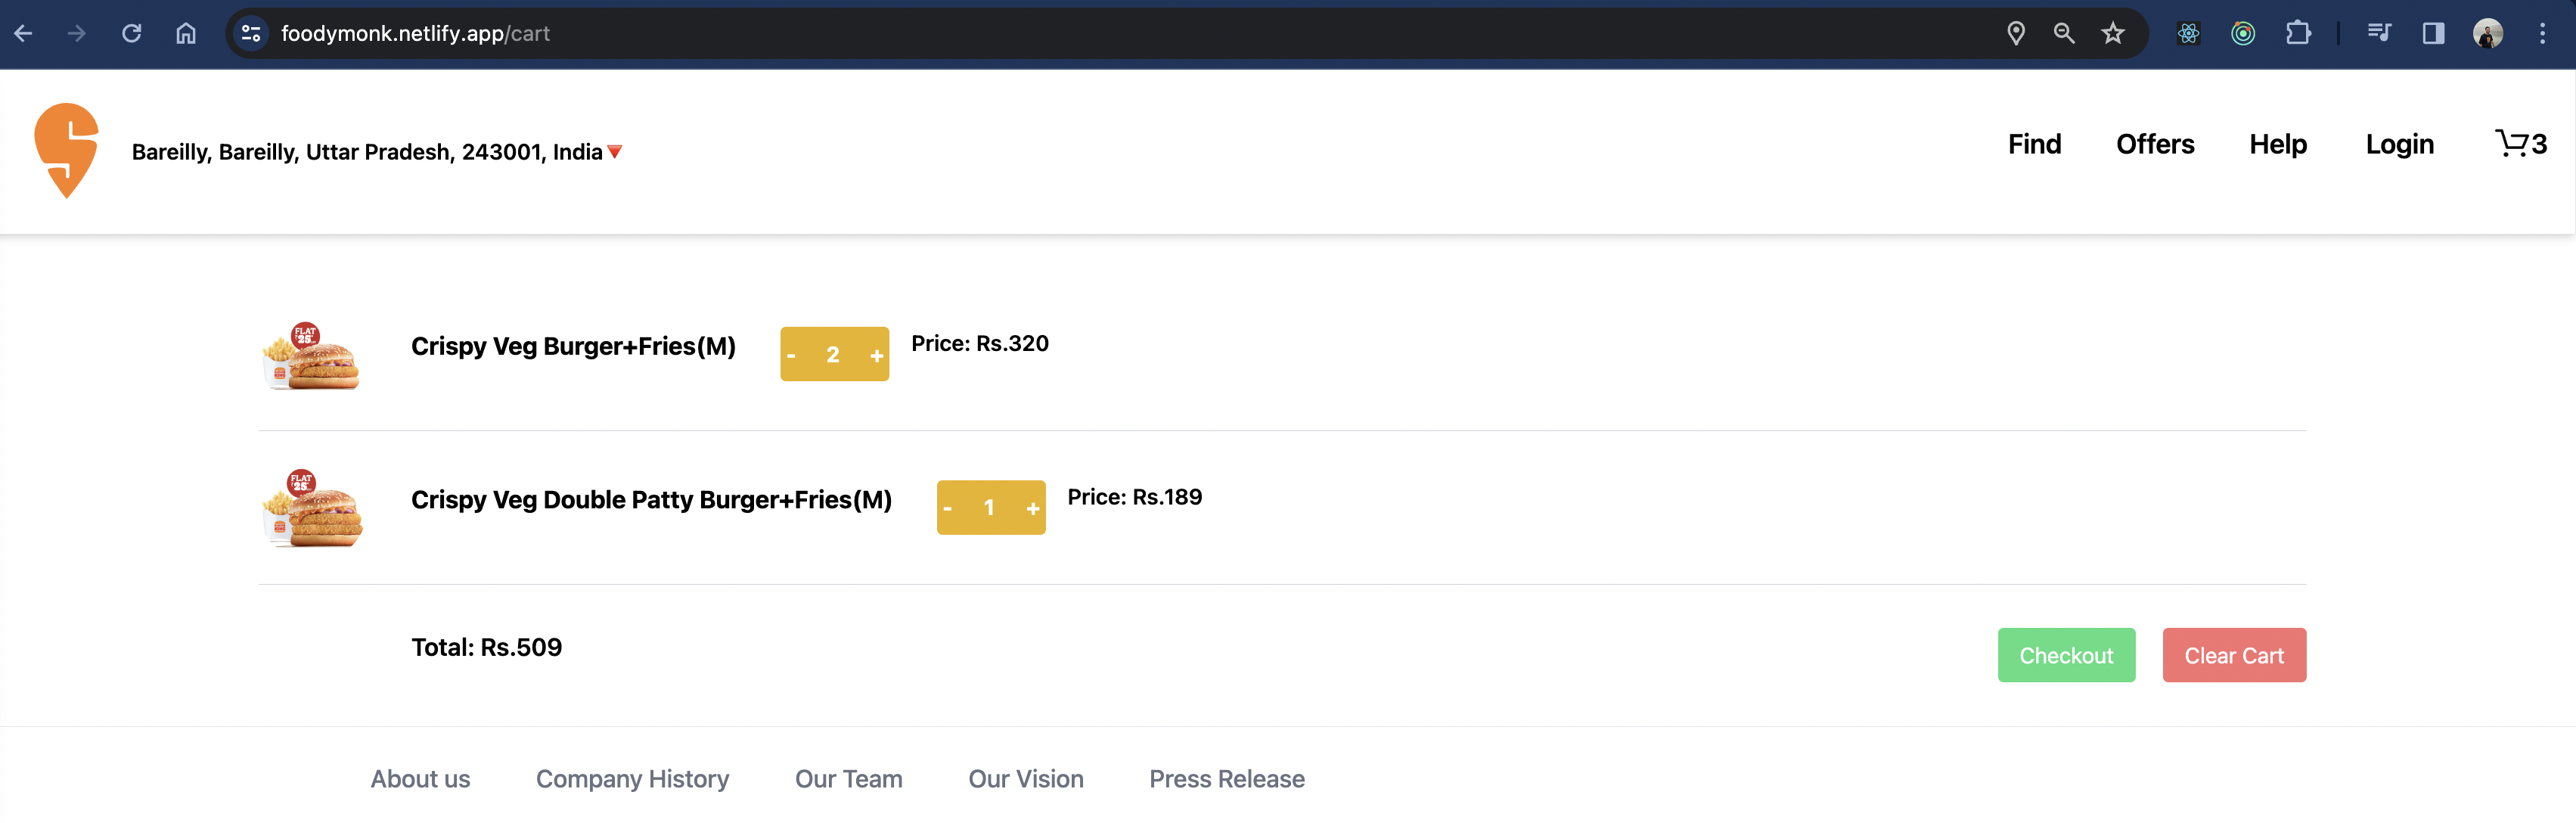 foodymonk.netlify.app/cart
Bareilly, Bareilly, Uttar Pradesh, 243001, India
Find Offers Help Login 3
FLAT
25
Crispy Veg Burger+Fries(M) - 2 + Price: Rs.320
FLAT
25
Crispy Veg Double Patty Burger+Fries(M) - 1 + Price: Rs.189
Total: Rs.509 Checkout Clear Cart
About us Company History Our Team Our Vision Press Release